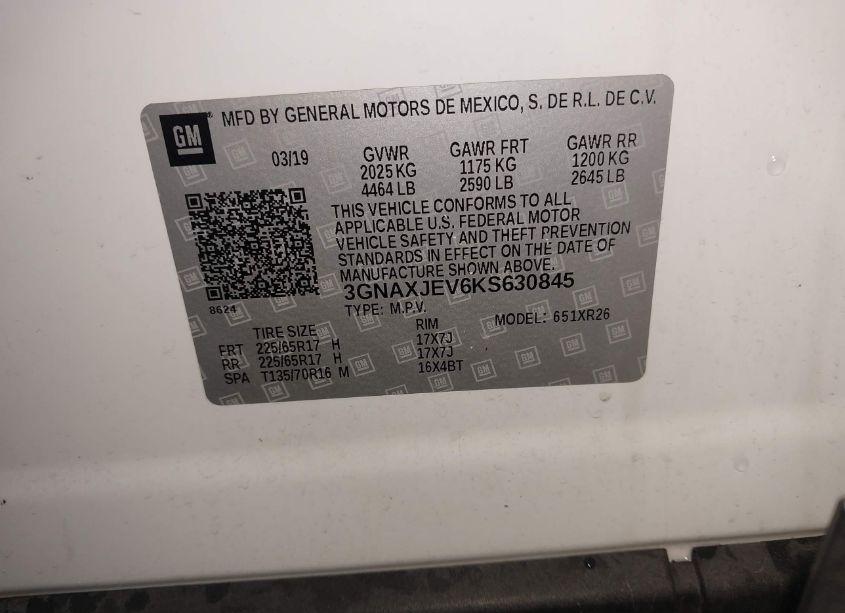 GM
® MFD BY GENERAL MOTORS DE MEXICO, S. DE R.L. DE C.V.
03/19 GVWR GAWR FRT GAWR RR
2025 KG 1175 KG 1200 KG
4464 LB 2590 LB 2645 LB
THIS VEHICLE CONFORMS TO ALL
APPLICABLE U.S. FEDERAL MOTOR
VEHICLE SAFETY AND THEFT PREVENTION
STANDARDS IN EFFECT ON THE DATE OF
MANUFACTURE SHOWN ABOVE.
3GNAXJEV6KS630845
8624
TYPE: M.P.V. MODEL: 651XR26
TIRE SIZE RIM
FRT 225/65R17 H 17X7J
RR 225/65R17 H 17X7J
SPA T135/70R16 M 16X4BT